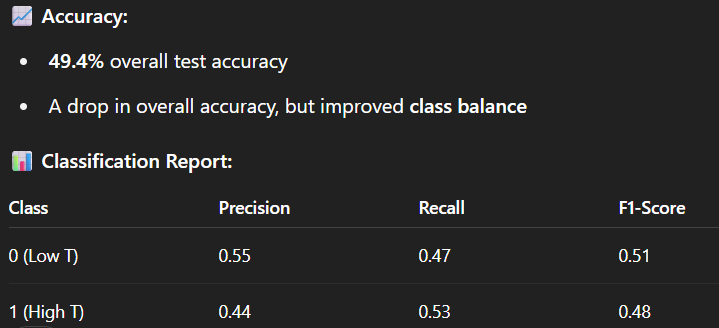 📈 Accuracy:
• 49.4% overall test accuracy
• A drop in overall accuracy, but improved class balance
📊 Classification Report:
Class Precision Recall F1-Score
0 (Low T) 0.55 0.47 0.51
1 (High T) 0.44 0.53 0.48